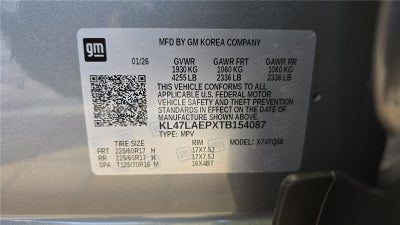 gm
MFD BY GM KOREA COMPANY
01/26 GVWR GAWR FRT GAWR RR
1930 KG 1060 KG 1060 KG
4255 LB 2336 LB 2336 LB
THIS VEHICLE CONFORMS TO ALL
APPLICABLE U.S. FEDERAL MOTOR
VEHICLE SAFETY, BUMPER, AND THEFT PREVENTION
STANDARDS IN EFFECT ON THE DATE OF
MANUFACTURE SHOWN ABOVE.
KL47LAEPXTB154087
TYPE: MPV MODEL: X74TQ58
TIRE SIZE RIM
FRT 225/60R17 H 17X7.5J
RR 225/60R17 H 17X7.5J
SPA T125/70R16 M 16X4BT